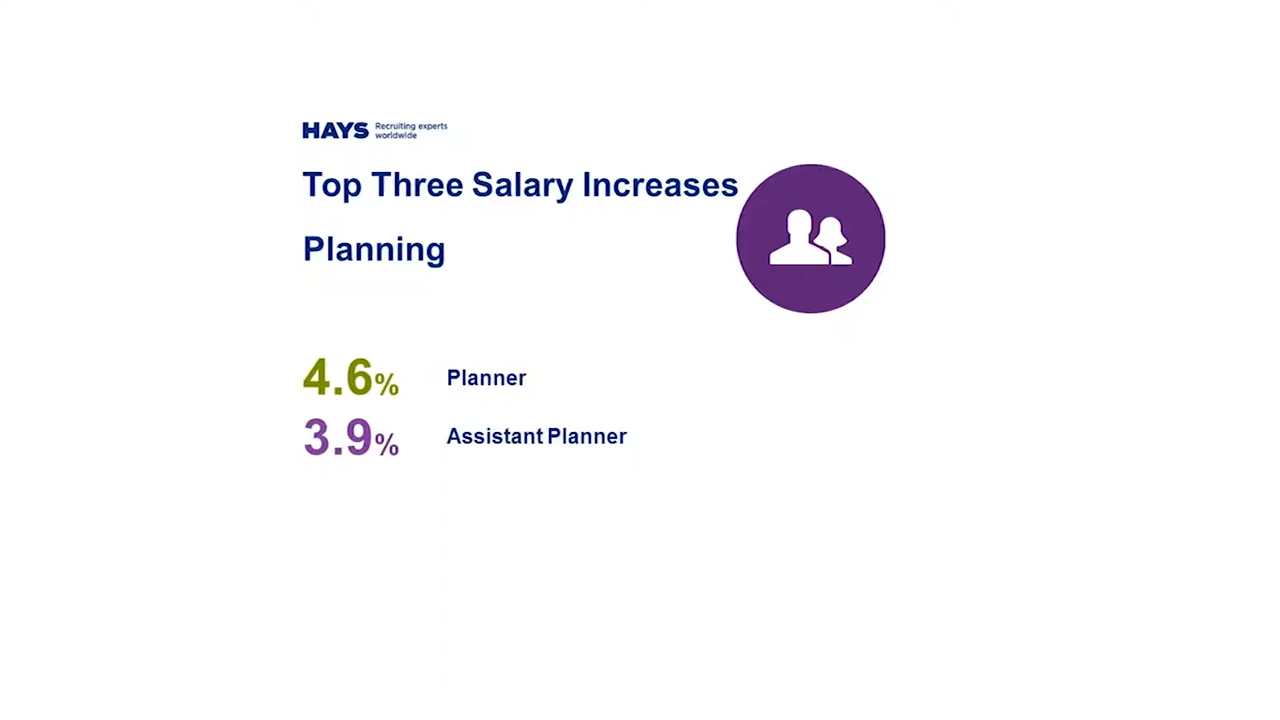 HAYS Recruiting experts
worldwide
Top Three Salary Increases
Planning
4.6% Planner
3.9% Assistant Planner